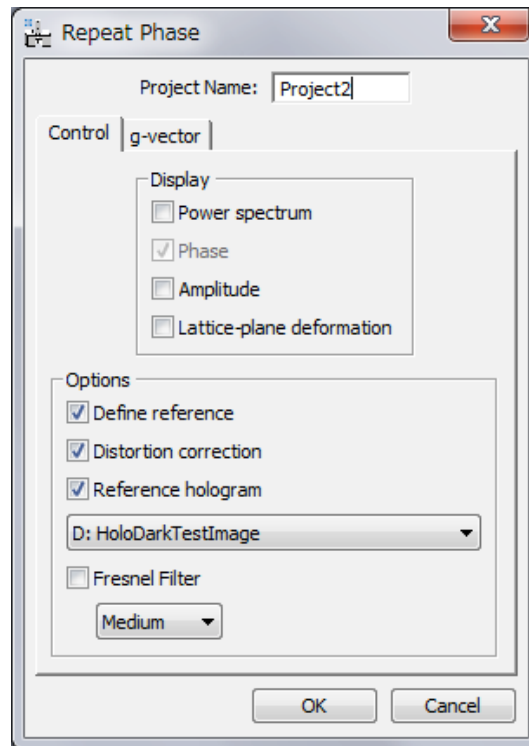 Repeat Phase
Project Name: Project2
Control g-vector
Display
Power spectrum
Phase
Amplitude
Lattice-plane deformation
Options
Define reference
Distortion correction
Reference hologram
D: HoloDarkTestImage
Fresnel Filter
Medium
OK Cancel